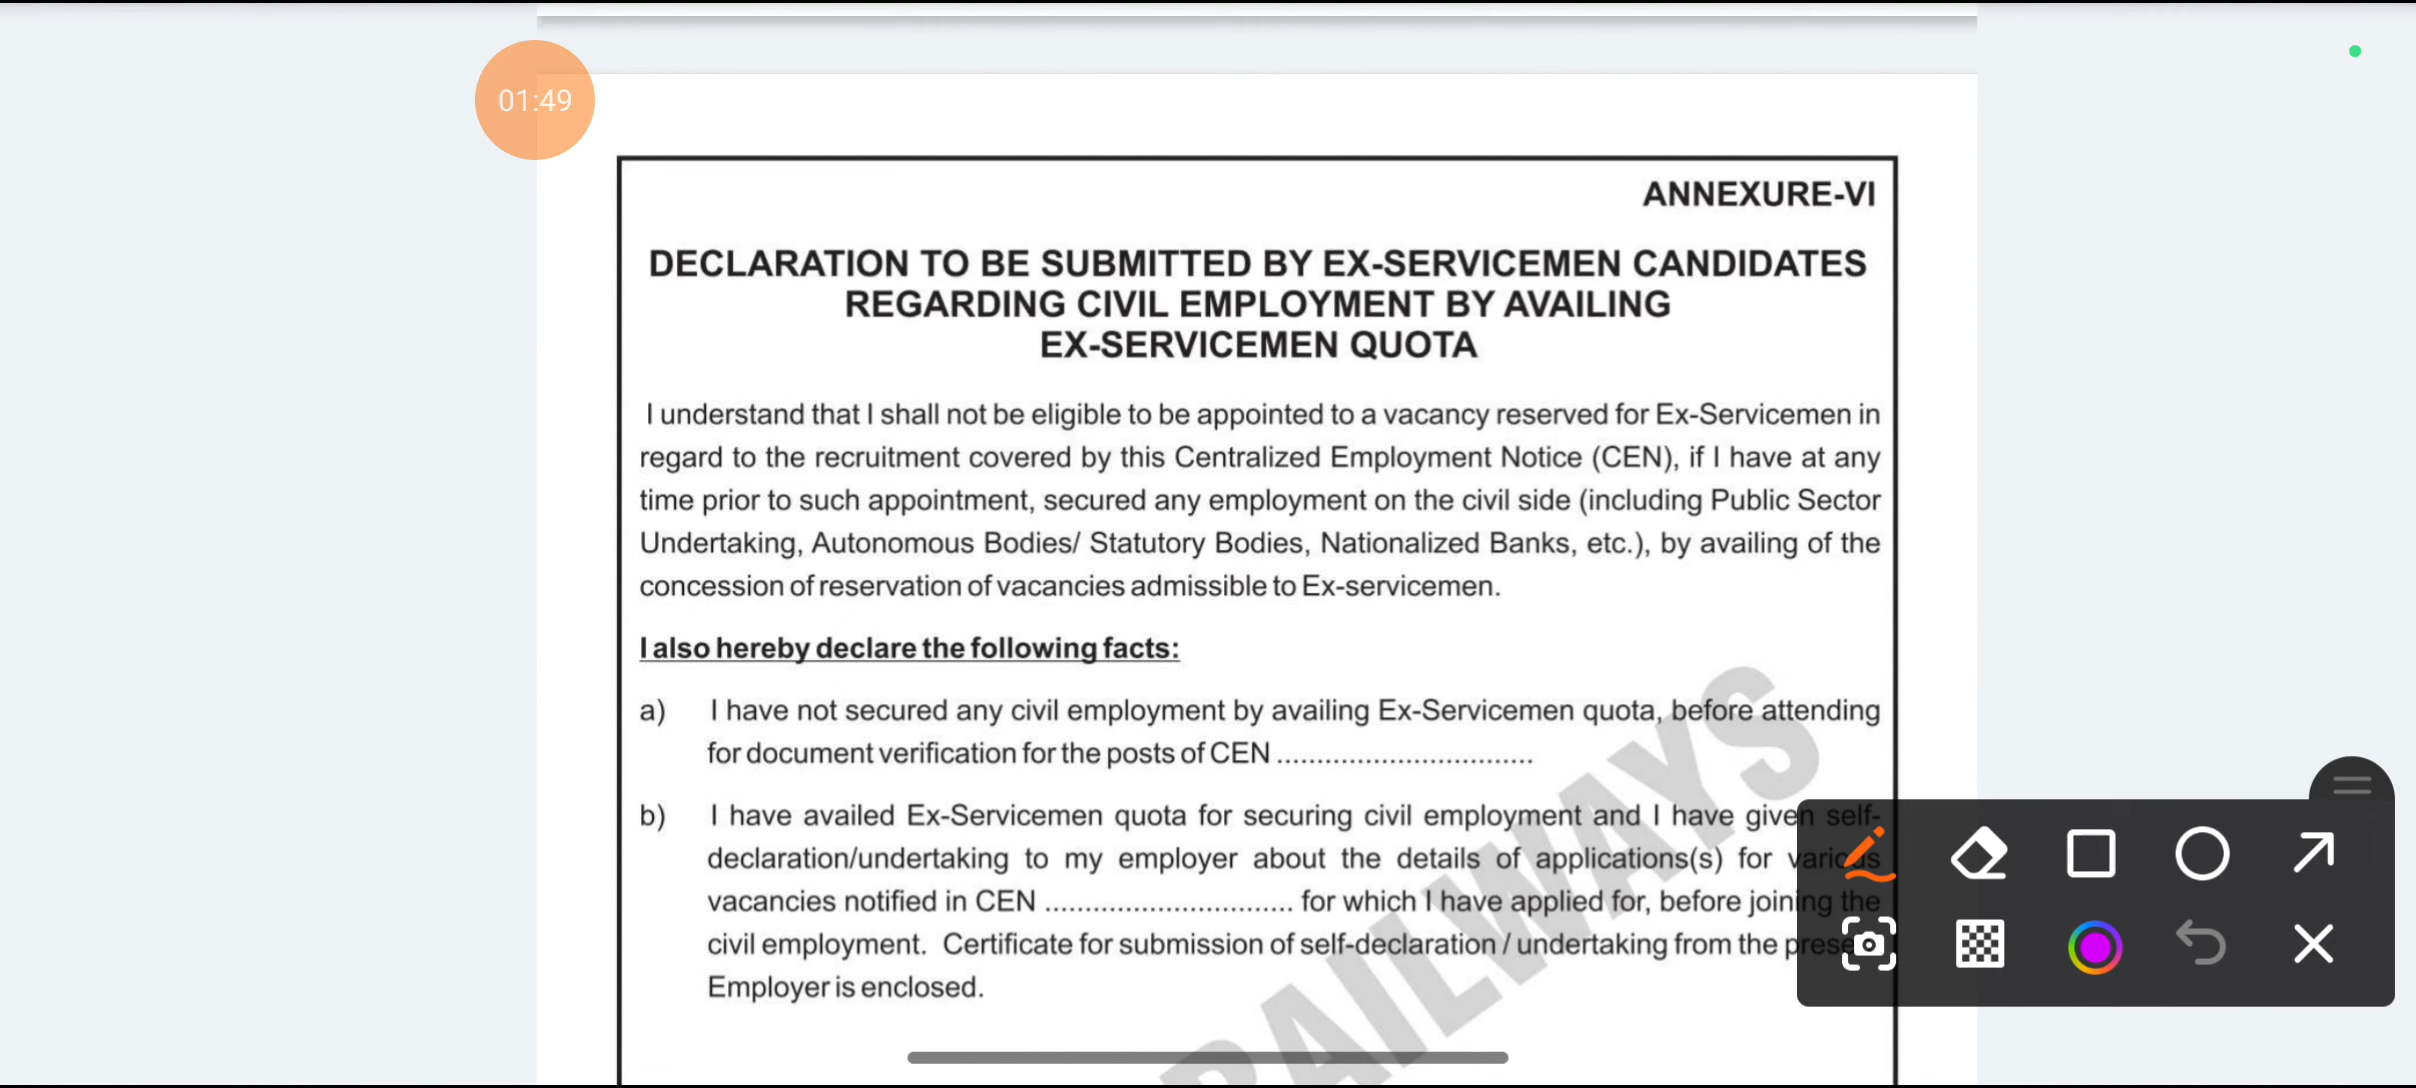 01:49
ANNEXURE-VI
DECLARATION TO BE SUBMITTED BY EX-SERVICEMEN CANDIDATES
REGARDING CIVIL EMPLOYMENT BY AVAILING
EX-SERVICEMEN QUOTA
I understand that I shall not be eligible to be appointed to a vacancy reserved for Ex-Servicemen in
regard to the recruitment covered by this Centralized Employment Notice (CEN), if I have at any
time prior to such appointment, secured any employment on the civil side (including Public Sector
Undertaking, Autonomous Bodies/ Statutory Bodies, Nationalized Banks, etc.), by availing of the
concession of reservation of vacancies admissible to Ex-servicemen.
I also hereby declare the following facts:
a) I have not secured any civil employment by availing Ex-Servicemen quota, before attending
for document verification for the posts of CEN ...............................
b) I have availed Ex-Servicemen quota for securing civil employment and I have given self-
declaration/undertaking to my employer about the details of applications(s) for various
vacancies notified in CEN ............................... for which I have applied for, before joining the
civil employment. Certificate for submission of self-declaration / undertaking from the
Employer is enclosed.
RAILWAYS